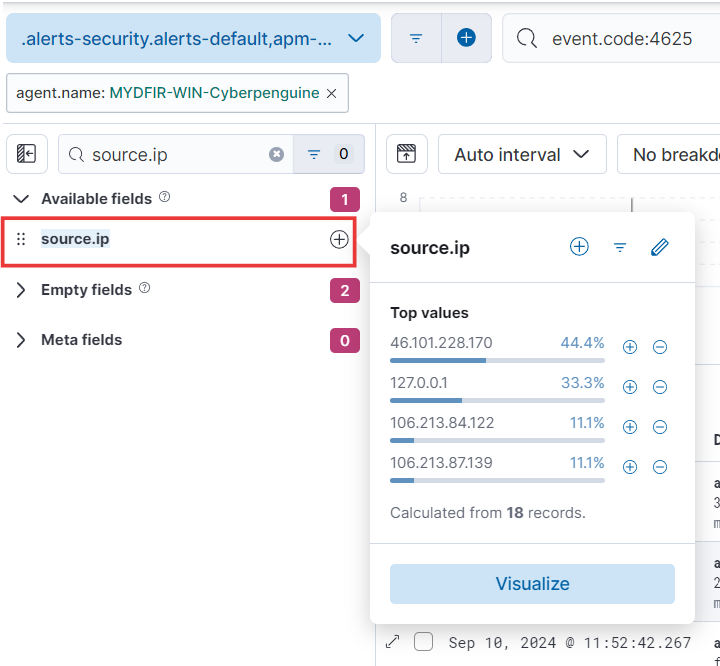 .alerts-security.alerts-default,apm-...
event.code:4625
agent.name: MYDFIR-WIN-Cyberpenguine ×
source.ip
0
Auto interval
No breakdo
Available fields
1
8
source.ip
Empty fields
2
Meta fields
0
source.ip
Top values
46.101.228.170 44.4%
127.0.0.1 33.3%
106.213.84.122 11.1%
106.213.87.139 11.1%
Calculated from 18 records.
Visualize
D
a
3
m
a
2
m
Sep 10, 2024 @ 11:52:42.267
a